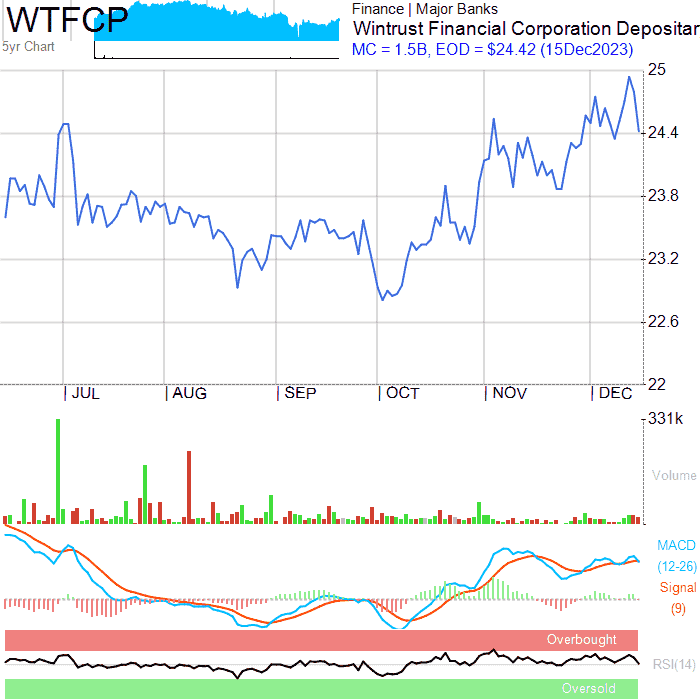 WTFCP
5yr Chart
Finance | Major Banks
Wintrust Financial Corporation Depositar
MC = 1.5B, EOD = $24.42 (15Dec2023)
25
24.4
23.8
23.2
22.6
22
JUL AUG SEP OCT NOV DEC
331k
Volume
MACD
(12-26)
Signal
(9)
Overbought
RSI(14)
Oversold